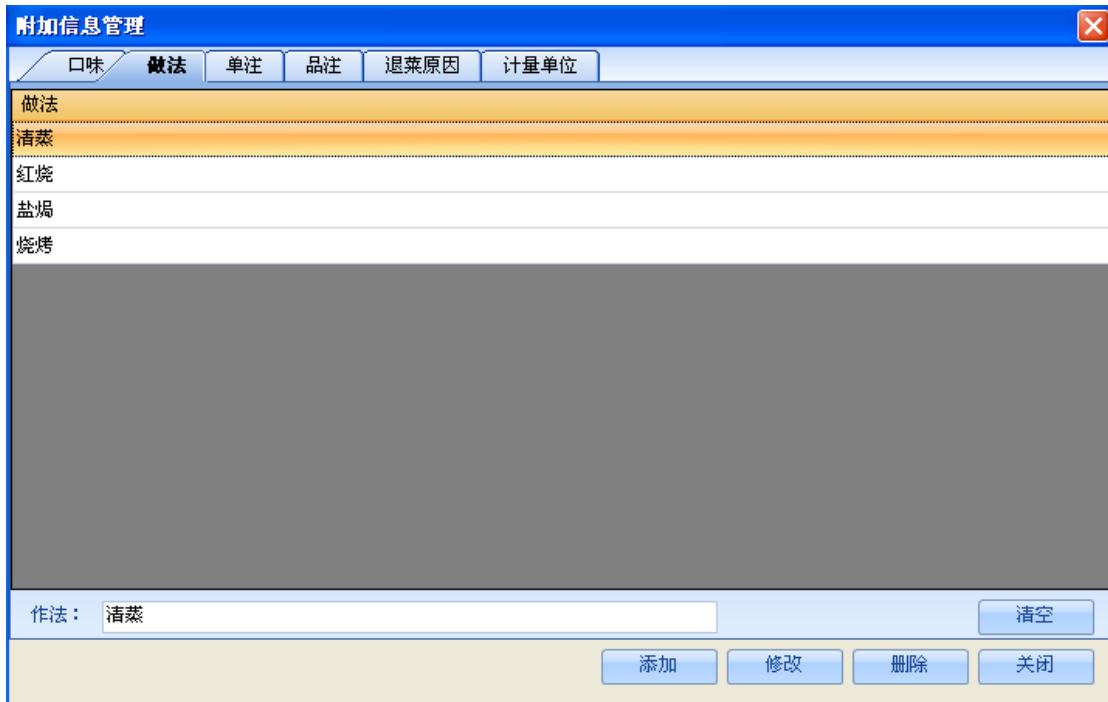 附加信息管理
口味 做法 单注 品注 退菜原因 计量单位
做法
清蒸
红烧
盐焗
烧烤
作法： 清蒸 清空
添加 修改 删除 关闭